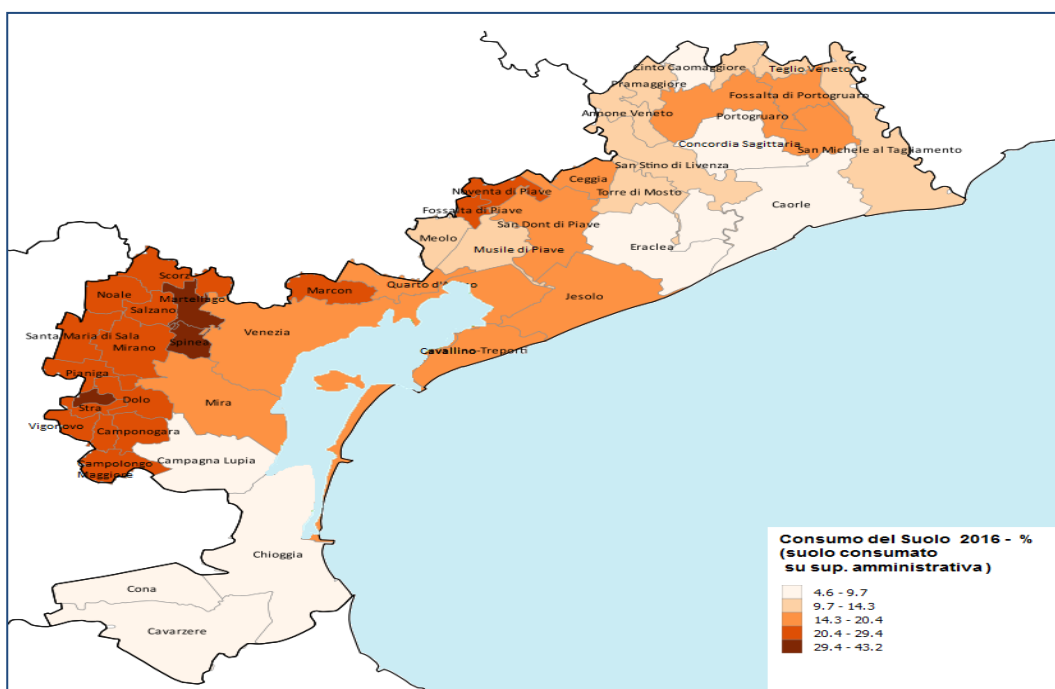 Cinto Caomaggiore
Teglio Veneto
Pramaggiore
Fossalta di Portogruaro
Annone Veneto
Portogruaro
Concordia Sagittaria
San Michele al Tagliamento
San Stino di Livenza
Ceggia
Noventa di Piave
Torre di Mosto
Caorle
Fossalta di Piave
San Dont di Piave
Meolo
Musile di Piave
Eraclea
Scorz
Noale
Martellago
Marcon
Quarto d'
Jesolo
Salzano
Venezia
Santa Maria di Sala
Mirano
Spinea
Cavallino-Treporti
Pianiga
Stra
Dolo
Mira
Vigonovo
Camponogara
Campagna Lupia
Campolongo
Maggiore
Chioggia
Cona
Cavarzere
Consumo del Suolo 2016 - %
(suolo consumato
su sup. amministrativa)
4.6 - 9.7
9.7 - 14.3
14.3 - 20.4
20.4 - 29.4
29.4 - 43.2